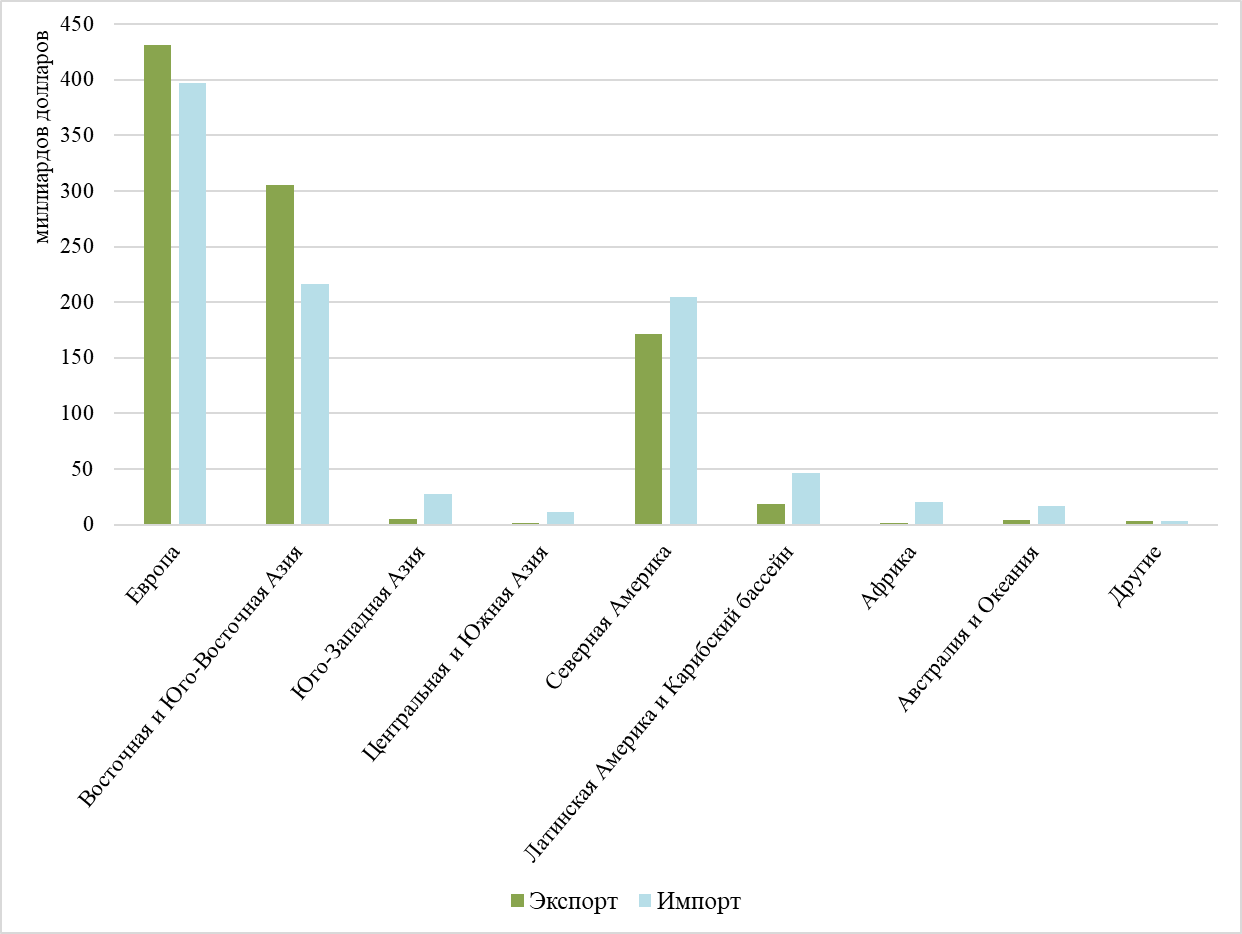 миллиардов долларов
450
400
350
300
250
200
150
100
50
0
Европа
Восточная и Юго-Восточная Азия
Юго-Западная Азия
Центральная и Южная Азия
Северная Америка
Латинская Америка и Карибский бассейн
Африка
Австралия и Океания
Другие
Экспорт
Импорт